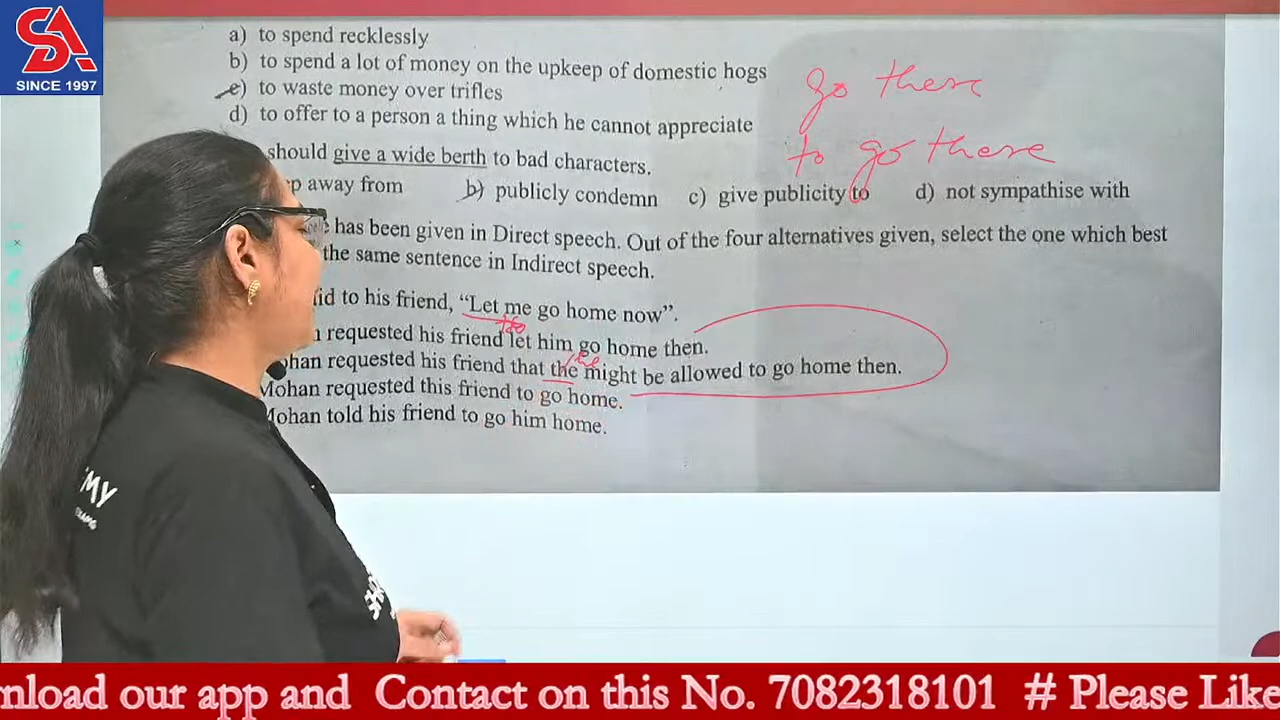 SA
SINCE 1997
a) to spend recklessly
b) to spend a lot of money on the upkeep of domestic hogs
c) to waste money over trifles
d) to offer to a person a thing which he cannot appreciate
go there
to go there
should give a wide berth to bad characters.
p away from b) publicly condemn c) give publicity to d) not sympathise with
has been given in Direct speech. Out of the four alternatives given, select the one which best
the same sentence in Indirect speech.
id to his friend, “Let me go home now”.
to
requested his friend let him go home then.
he
ohan requested his friend that the might be allowed to go home then.
Mohan requested this friend to go home.
Mohan told his friend to go him home.
MY
nload our app and Contact on this No. 7082318101 # Please Like